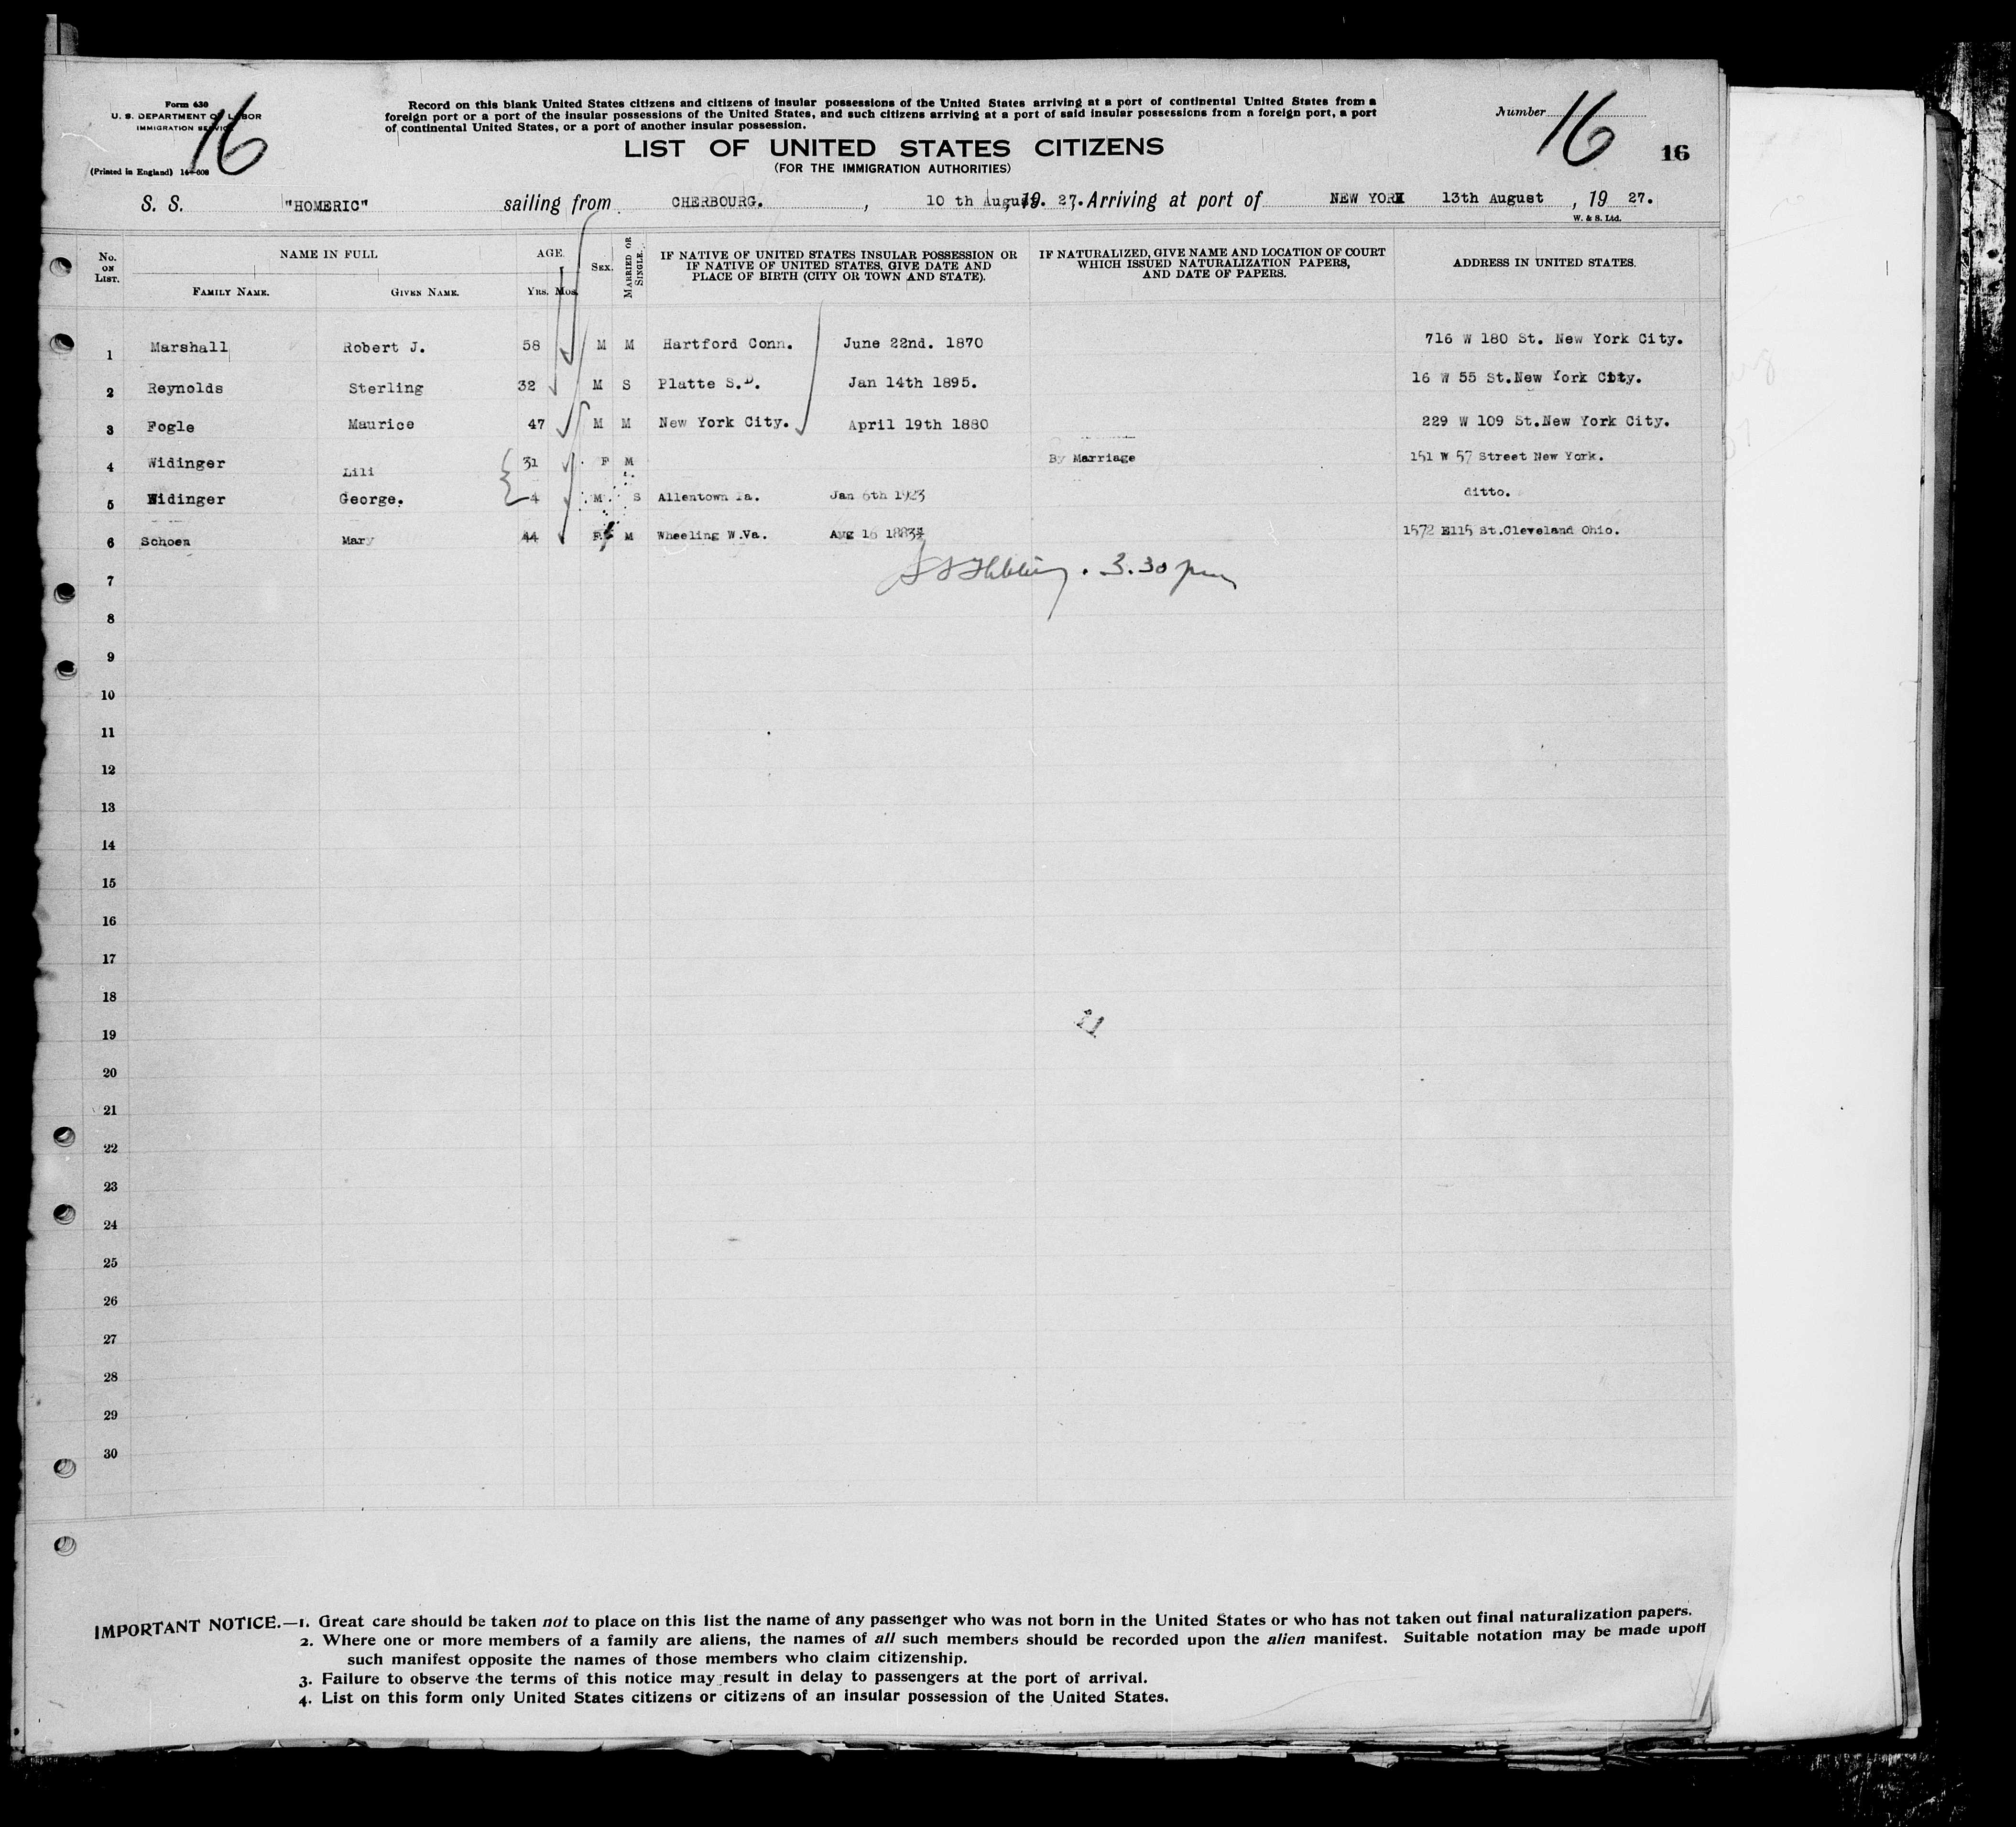 Form 630
U. S. DEPARTMENT OF LABOR
IMMIGRATION SERVICE
(Printed in England) 14—608
16
Record on this blank United States citizens and citizens of insular possessions of the United States arriving at a port of continental United States from a
foreign port or a port of the insular possessions of the United States, and such citizens arriving at a port of said insular possessions from a foreign port, a port
of continental United States, or a port of another insular possession.
Number 16
16
LIST OF UNITED STATES CITIZENS
(FOR THE IMMIGRATION AUTHORITIES)
S. S. "HOMERIC" sailing from CHERBOURG. , 10 th August, 19. 27. Arriving at port of NEW YORK 13th August , 19 27.
W. & S. Ltd.
No. ON LIST. NAME IN FULL AGE. SEX. MARRIED OR SINGLE. IF NATIVE OF UNITED STATES INSULAR POSSESSION OR IF NATIVE OF UNITED STATES, GIVE DATE AND PLACE OF BIRTH (CITY OR TOWN AND STATE). IF NATURALIZED, GIVE NAME AND LOCATION OF COURT WHICH ISSUED NATURALIZATION PAPERS, AND DATE OF PAPERS. ADDRESS IN UNITED STATES.
FAMILY NAME. GIVEN NAME. YRS. MOS.
1 Marshall Robert J. 58 M M Hartford Conn. June 22nd. 1870 716 W 180 St. New York City.
2 Reynolds Sterling 32 M S Platte S.D. Jan 14th 1895. 16 W 55 St.New York City.
3 Fogle Maurice 47 M M New York City. April 19th 1880 229 W 109 St.New York City.
4 Widinger Lili 31 F M By Marriage 151 W 57 Street New York.
5 Widinger George. 4 M S Allentown Pa. Jan 6th 1923 ditto.
6 Schoen Mary 44 F M Wheeling W.Va. Aug 16 1883 1572 E115 St.Cleveland Ohio.
3.30 pm
7
8
9
10
11
12
13
14
15
16
17
18
19
20
21
22
23
24
25
26
27
28
29
30
IMPORTANT NOTICE.—1. Great care should be taken not to place on this list the name of any passenger who was not born in the United States or who has not taken out final naturalization papers.
2. Where one or more members of a family are aliens, the names of all such members should be recorded upon the alien manifest. Suitable notation may be made upon
such manifest opposite the names of those members who claim citizenship.
3. Failure to observe the terms of this notice may result in delay to passengers at the port of arrival.
4. List on this form only United States citizens or citizens of an insular possession of the United States.